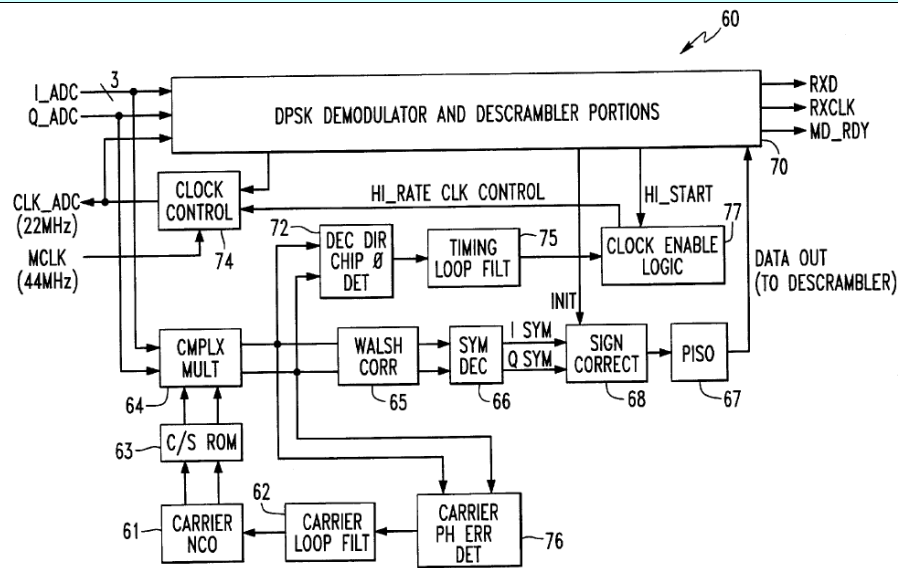 60
3
I_ADC
Q_ADC
DPSK DEMODULATOR AND DESCRAMBLER PORTIONS
RXD
RXCLK
MD_RDY
70
CLK_ADC
(22MHz)
CLOCK
CONTROL
74
HI_RATE CLK CONTROL
HI_START
MCLK
(44MHz)
72
DEC DIR
CHIP Ø
DET
75
TIMING
LOOP FILT
77
CLOCK ENABLE
LOGIC
DATA OUT
(TO DESCRAMBLER)
INIT
CMPLX
MULT
64
WALSH
CORR
65
SYM
DEC
66
I SYM
Q SYM
SIGN
CORRECT
68
PISO
67
63
C/S ROM
61
CARRIER
NCO
62
CARRIER
LOOP FILT
CARRIER
PH ERR
DET
76